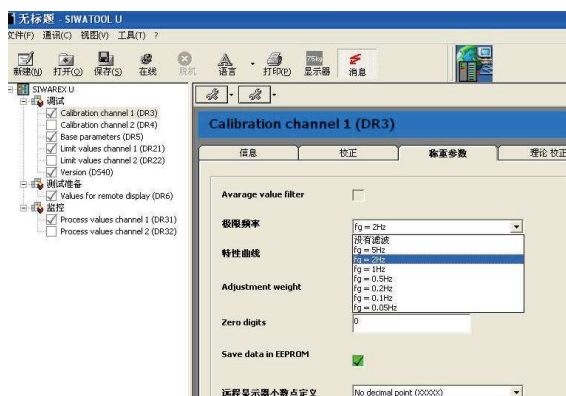 无标题 - SIWATOOL U
文件(F) 通讯(C) 视图(V) 工具(T) ?
新建(N) 打开(O) 保存(S) 在线 脱机 语言 打印(P) 显示器 消息
SIWAREX U
调试
Calibration channel 1 (DR3)
Calibration channel 2 (DR4)
Base parameters (DR5)
Limit values channel 1 (DR21)
Limit values channel 2 (DR22)
Version (DS40)
测试准备
Values for remote display (DR6)
监控
Process values channel 1 (DR31)
Process values channel 2 (DR32)
Calibration channel 1 (DR3)
信息 校正 称重参数 理论 校正
Avarage value filter
极限频率
fg = 2Hz
没有滤波
fg = 5Hz
fg = 2Hz
fg = 1Hz
fg = 0.5Hz
fg = 0.2Hz
fg = 0.1Hz
fg = 0.05Hz
特性曲线
Adjustment weight
Zero digits
0
Save data in EEPROM
远程显示器小数点定义
No decimal point (XXXXX)